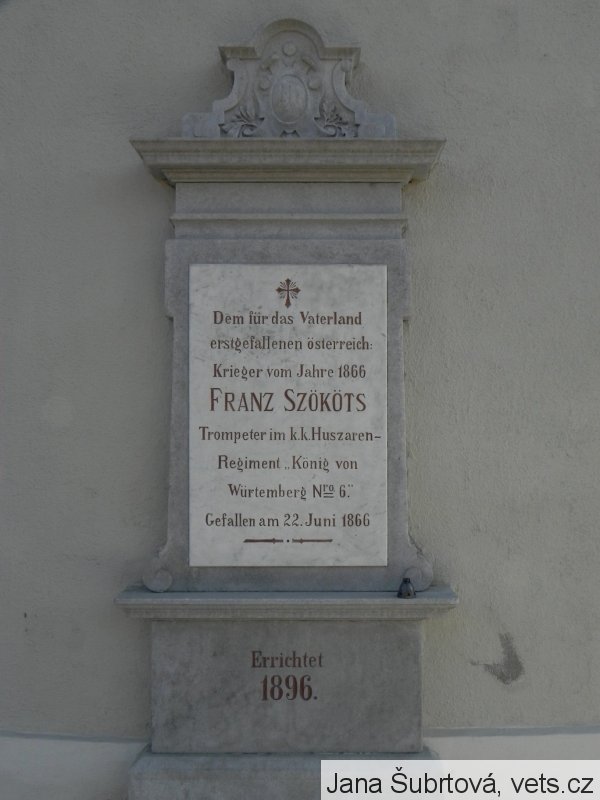 Dem für das Vaterland
erstgefallenen österreich:
Krieger vom Jahre 1866
FRANZ SZÖKÖTS
Trompeter im k.k. Huszaren-
Regiment „König von
Würtemberg Nro 6."
Gefallen am 22. Juni 1866
Errichtet
1896.
Jana Šubrtová, vets.cz